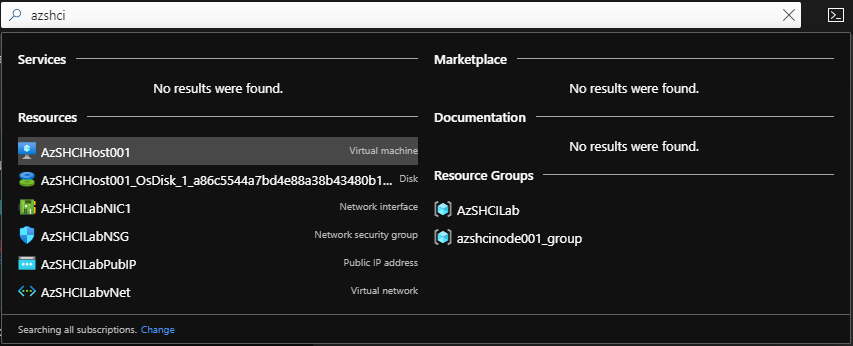 azshci
Services
No results were found.
Resources
AzSHCIHost001 Virtual machine
AzSHCIHost001_OsDisk_1_a86c5544a7bd4e88a38b43480b1... Disk
AzSHCILabNIC1 Network interface
AzSHCILabNSG Network security group
AzSHCILabPubIP Public IP address
AzSHCILabvNet Virtual network
Marketplace
No results were found.
Documentation
No results were found.
Resource Groups
AzSHCILab
azshcinode001_group
Searching all subscriptions. Change